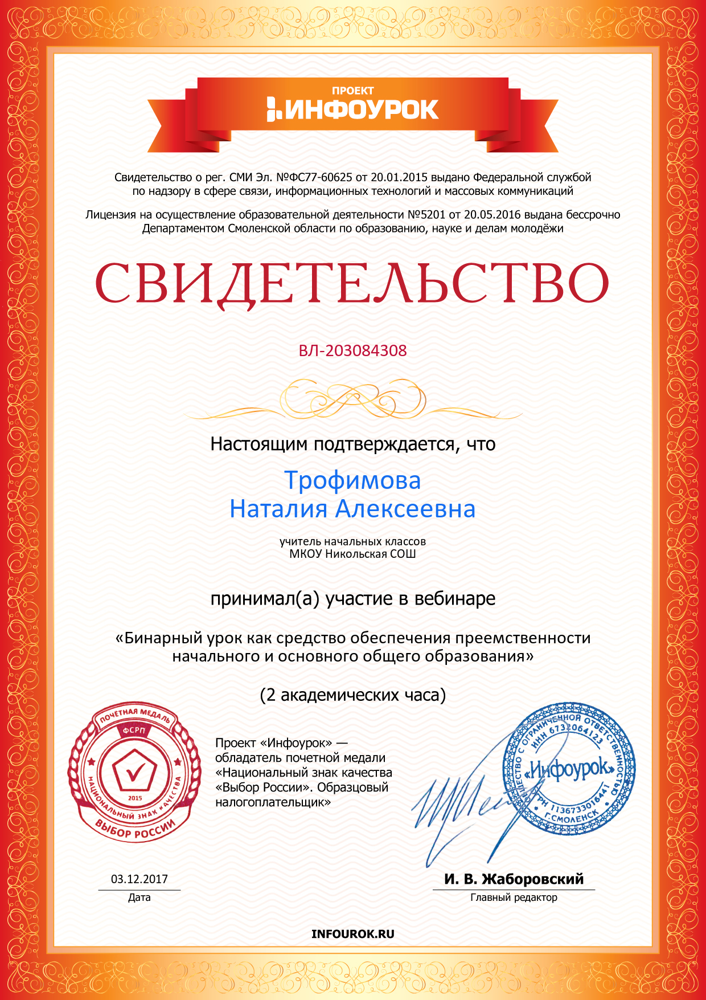 ПРОЕКТ
ИНФОУРОК
Свидетельство о рег. СМИ Эл. №ФС77-60625 от 20.01.2015 выдано Федеральной службой
по надзору в сфере связи, информационных технологий и массовых коммуникаций
Лицензия на осуществление образовательной деятельности №5201 от 20.05.2016 выдана бессрочно
Департаментом Смоленской области по образованию, науке и делам молодёжи
СВИДЕТЕЛЬСТВО
ВЛ-203084308
Настоящим подтверждается, что
Трофимова
Наталия Алексеевна
учитель начальных классов
МКОУ Никольская СОШ
принимал(а) участие в вебинаре
«Бинарный урок как средство обеспечения преемственности
начального и основного общего образования»
(2 академических часа)
ПОЧЁТНАЯ МЕДАЛЬ
ФСРП
2015
НАЦИОНАЛЬНЫЙ ЗНАК КАЧЕСТВА
ВЫБОР РОССИИ
Проект «Инфоурок» —
обладатель почетной медали
«Национальный знак качества
«Выбор России». Образцовый
налогоплательщик»
С ОГРАНИЧЕННОЙ ОТВЕТСТВЕННОСТЬЮ
ИНН 6732064123
«Инфоурок»
ОГРН 1136733016441
Г.СМОЛЕНСК
03.12.2017
Дата
И. В. Жаборовский
Главный редактор
INFOUROK.RU